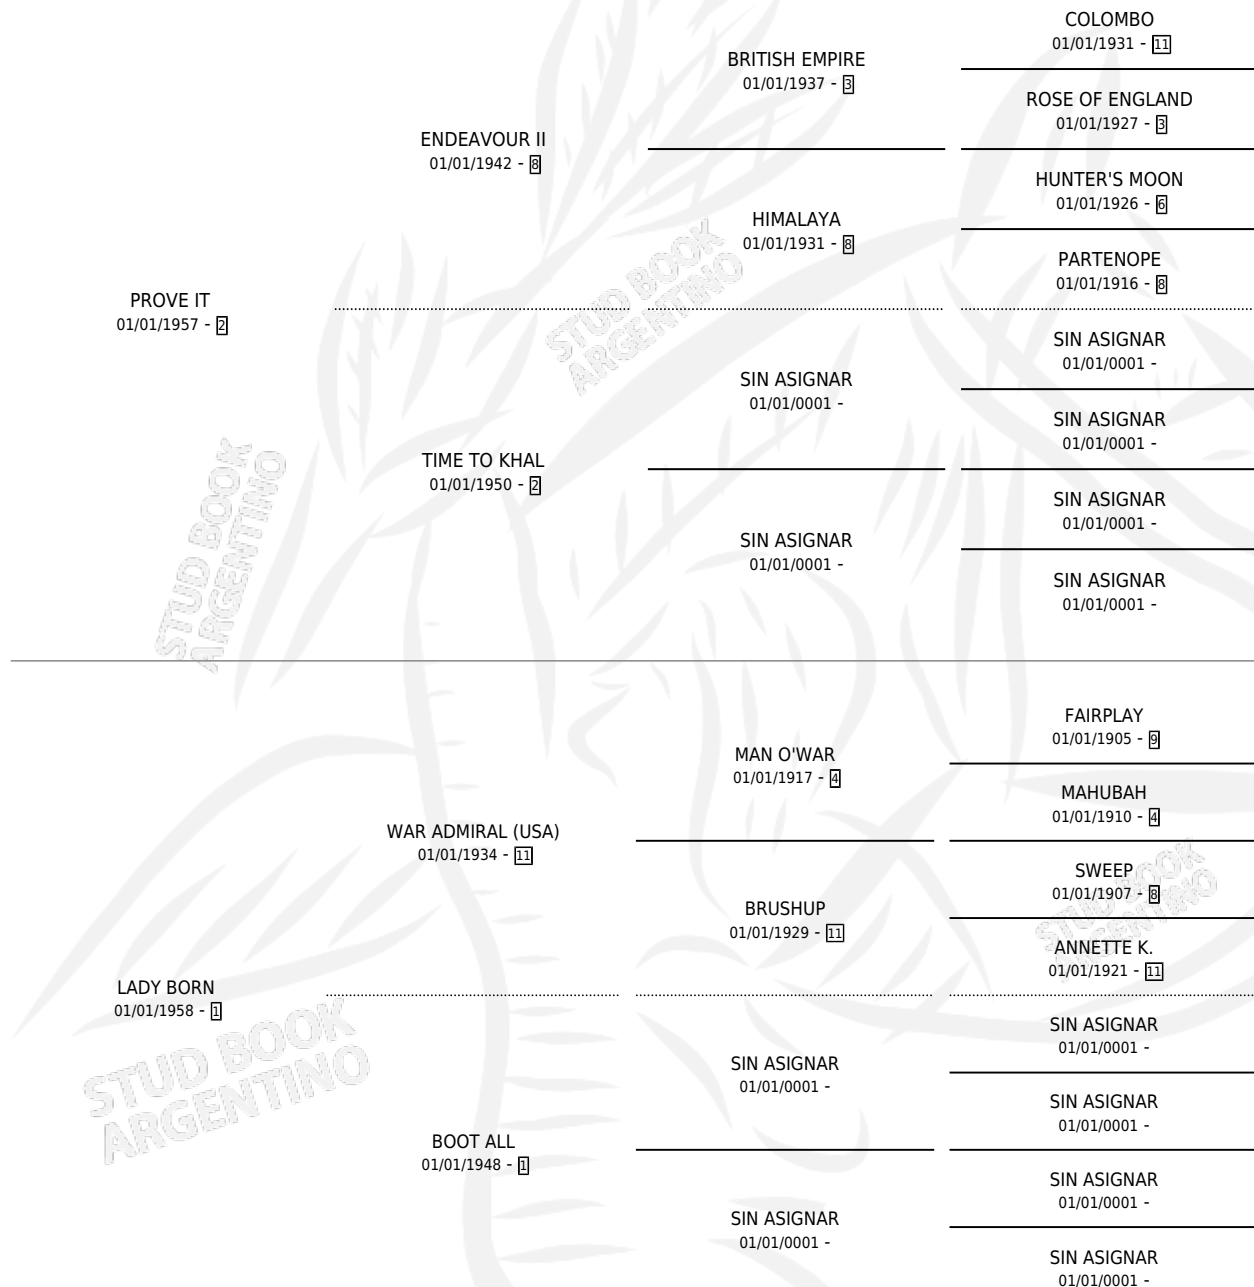 COLOMBO
01/01/1931 - 11
BRITISH EMPIRE
01/01/1937 - 3
ROSE OF ENGLAND
01/01/1927 - 3
ENDEAVOUR II
01/01/1942 - 8
HUNTER'S MOON
01/01/1926 - 6
HIMALAYA
01/01/1931 - 8
PARTENOPE
01/01/1916 - 8
PROVE IT
01/01/1957 - 2
SIN ASIGNAR
01/01/0001 -
SIN ASIGNAR
01/01/0001 -
SIN ASIGNAR
01/01/0001 -
TIME TO KHAL
01/01/1950 - 2
SIN ASIGNAR
01/01/0001 -
SIN ASIGNAR
01/01/0001 -
SIN ASIGNAR
01/01/0001 -
STUD BOOK
ARGENTINO
STUD BOOK
ARGENTINO
FAIRPLAY
01/01/1905 - 9
MAN O'WAR
01/01/1917 - 4
MAHUBAH
01/01/1910 - 4
WAR ADMIRAL (USA)
01/01/1934 - 11
SWEEP
01/01/1907 - 8
BRUSHUP
01/01/1929 - 11
ANNETTE K.
01/01/1921 - 11
LADY BORN
01/01/1958 - 1
SIN ASIGNAR
01/01/0001 -
SIN ASIGNAR
01/01/0001 -
SIN ASIGNAR
01/01/0001 -
BOOT ALL
01/01/1948 - 1
SIN ASIGNAR
01/01/0001 -
SIN ASIGNAR
01/01/0001 -
SIN ASIGNAR
01/01/0001 -
STUD BOOK
ARGENTINO
STUD BOOK
ARGENTINO